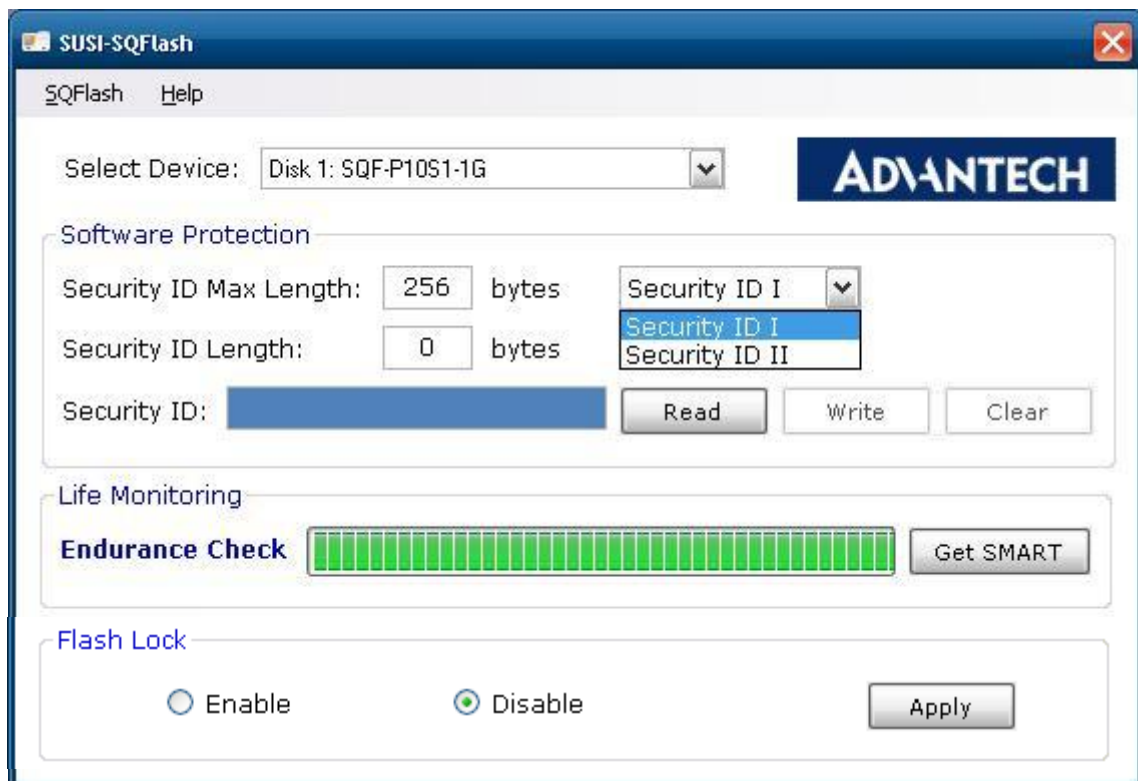 SUSI-SQFlash
SQFlash Help
Select Device: Disk 1: SQF-P10S1-1G
ADVANTECH
Software Protection
Security ID Max Length: 256 bytes Security ID I
Security ID I
Security ID Length: 0 bytes
Security ID II
Security ID: Read Write Clear
Life Monitoring
Endurance Check Get SMART
Flash Lock
Enable Disable Apply